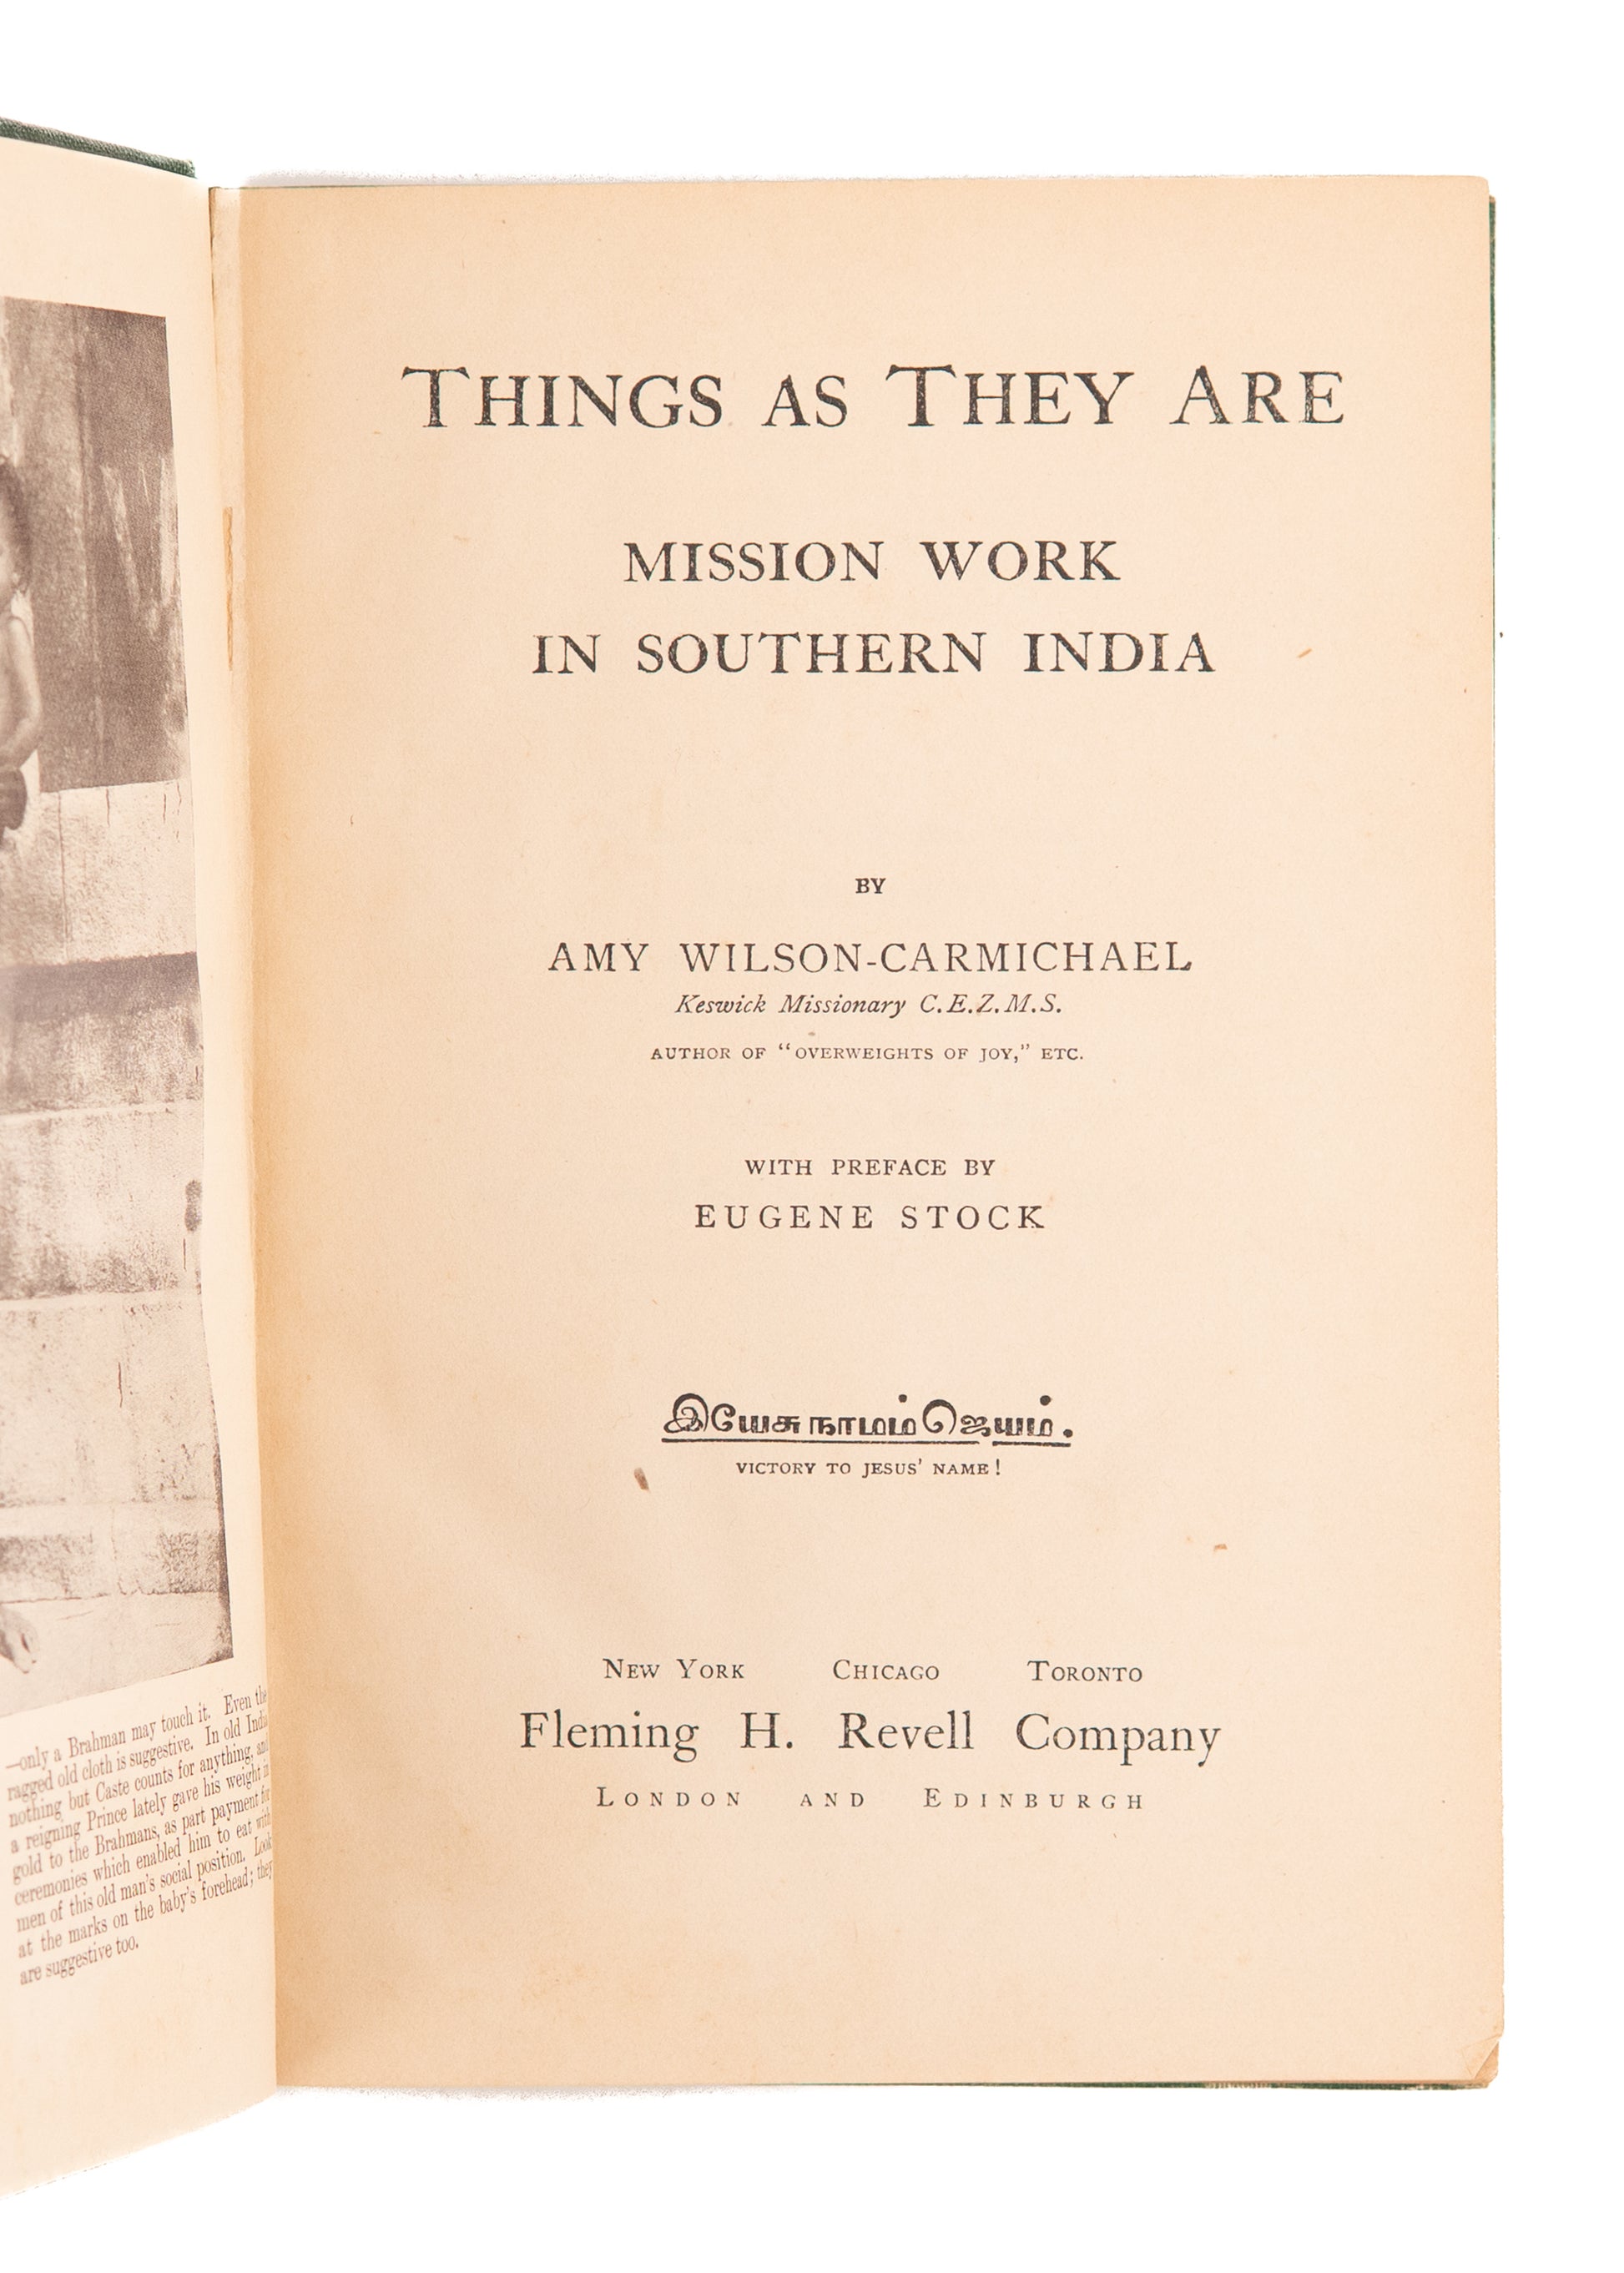 —only a Brahman may touch it. Even the
ragged old cloth is suggestive. In old India
nothing but Caste counts for anything, and
a reigning Prince lately gave his weight in
gold to the Brahmans, as part payment for
ceremonies which enabled him to eat with
men of this old man's social position. Look
at the marks on the baby's forehead; they
are suggestive too.
THINGS AS THEY ARE
MISSION WORK
IN SOUTHERN INDIA
BY
AMY WILSON-CARMICHAEL
Keswick Missionary C.E.Z.M.S.
AUTHOR OF "OVERWEIGHTS OF JOY," ETC.
WITH PREFACE BY
EUGENE STOCK
இயேசு நாமம் ஜெயம்.
VICTORY TO JESUS' NAME!
NEW YORK CHICAGO TORONTO
Fleming H. Revell Company
LONDON AND EDINBURGH